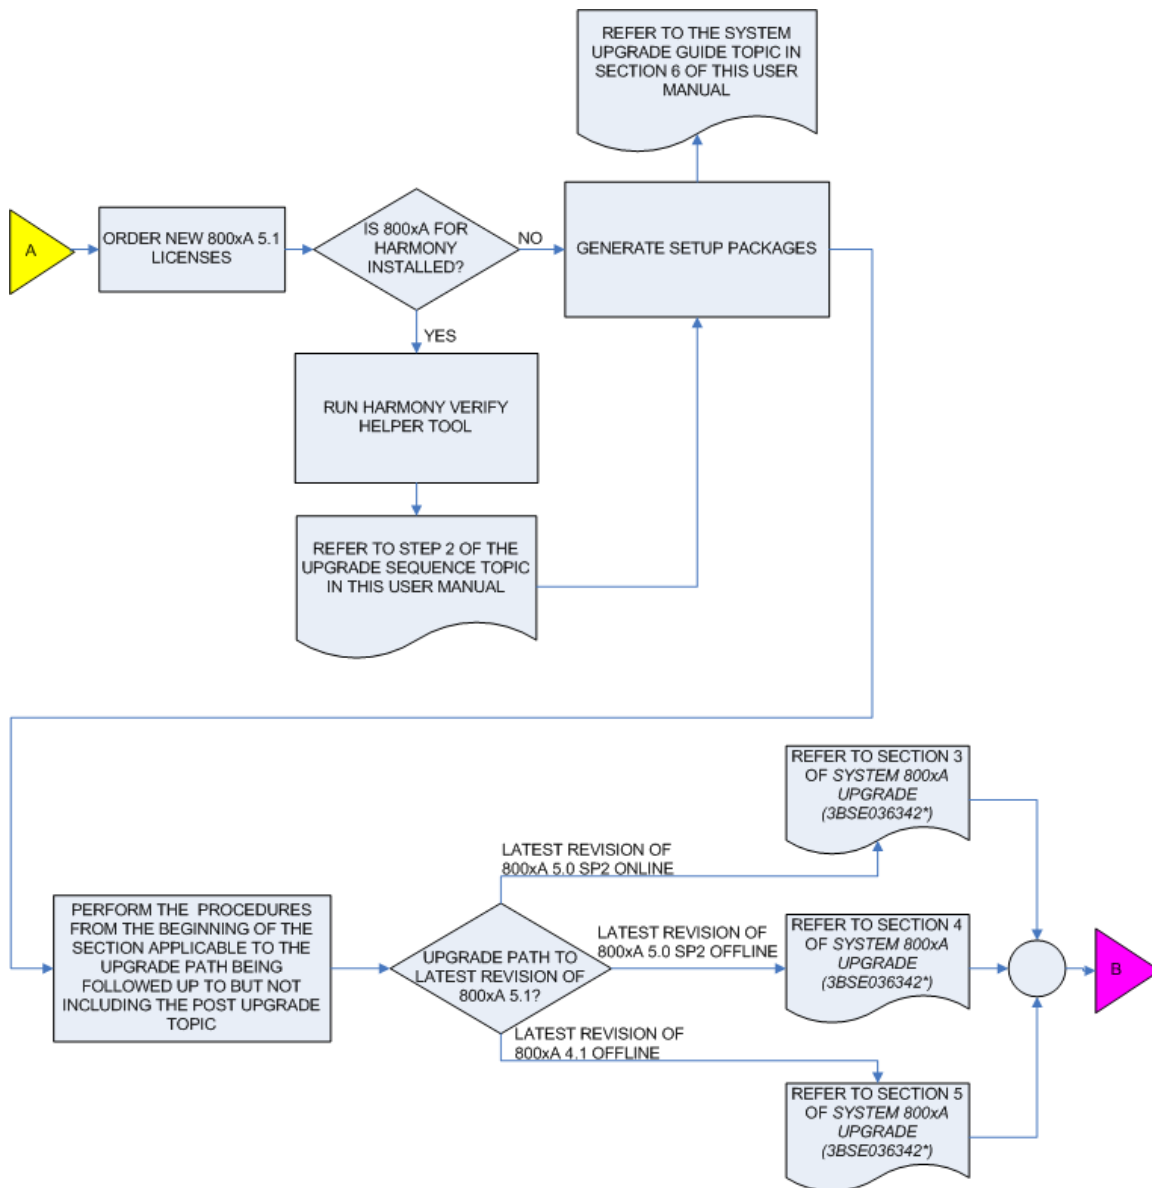 REFER TO THE SYSTEM
UPGRADE GUIDE TOPIC IN
SECTION 6 OF THIS USER
MANUAL
A
ORDER NEW 800xA 5.1
LICENSES
IS 800xA FOR
HARMONY
INSTALLED?
NO
GENERATE SETUP PACKAGES
YES
RUN HARMONY VERIFY
HELPER TOOL
REFER TO STEP 2 OF THE
UPGRADE SEQUENCE TOPIC
IN THIS USER MANUAL
REFER TO SECTION 3
OF SYSTEM 800xA
UPGRADE
(3BSE036342*)
LATEST REVISION OF
800xA 5.0 SP2 ONLINE
PERFORM THE PROCEDURES
FROM THE BEGINNING OF THE
SECTION APPLICABLE TO THE
UPGRADE PATH BEING
FOLLOWED UP TO BUT NOT
INCLUDING THE POST UPGRADE
TOPIC
UPGRADE PATH TO
LATEST REVISION OF
800xA 5.1?
LATEST REVISION OF
800xA 5.0 SP2 OFFLINE
REFER TO SECTION 4
OF SYSTEM 800xA
UPGRADE
(3BSE036342*)
B
LATEST REVISION OF
800xA 4.1 OFFLINE
REFER TO SECTION 5
OF SYSTEM 800xA
UPGRADE
(3BSE036342*)